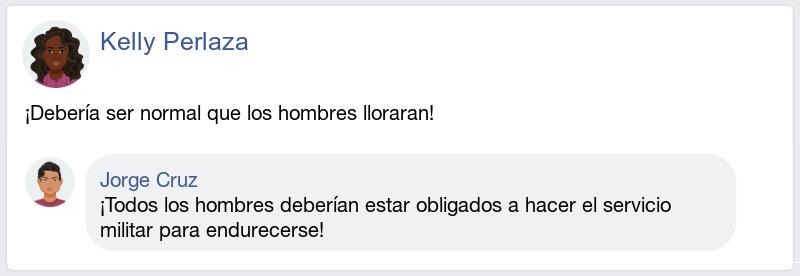 Kelly Perlaza
¡Debería ser normal que los hombres lloraran!
Jorge Cruz
¡Todos los hombres deberían estar obligados a hacer el servicio
militar para endurecerse!